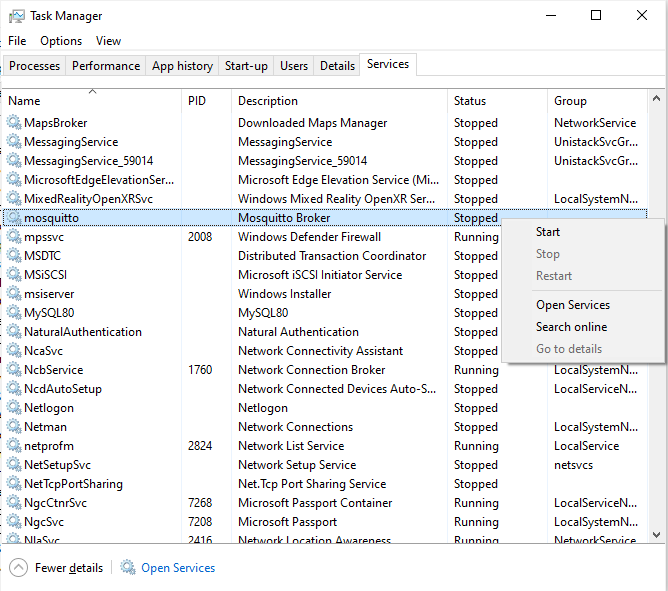 Task Manager
File Options View
Processes Performance App history Start-up Users Details Services
Name PID Description Status Group
MapsBroker Downloaded Maps Manager Stopped NetworkService
MessagingService MessagingService Stopped UnistackSvcGr...
MessagingService_59014 MessagingService_59014 Stopped UnistackSvcGr...
MicrosoftEdgeElevationSer... Microsoft Edge Elevation Service (Mi... Stopped
MixedRealityOpenXRSvc Windows Mixed Reality OpenXR Ser... Stopped LocalSystemN...
mosquitto Mosquitto Broker Stopped
mpssvc 2008 Windows Defender Firewall Running
MSDTC Distributed Transaction Coordinator Stopped
MSiSCSI Microsoft iSCSI Initiator Service Stopped
msiserver Windows Installer Stopped
MySQL80 MySQL80 Stopped
NaturalAuthentication Natural Authentication Stopped
NcaSvc Network Connectivity Assistant Stopped
NcbService 1760 Network Connection Broker Running LocalSystemN...
NcdAutoSetup Network Connected Devices Auto-S... Stopped LocalServiceN...
Netlogon Netlogon Stopped
Netman Network Connections Stopped LocalSystemN...
netprofm 2824 Network List Service Running LocalService
NetSetupSvc Network Setup Service Stopped netsvcs
NetTcpPortSharing Net.Tcp Port Sharing Service Stopped
NgcCtnrSvc 7268 Microsoft Passport Container Running LocalServiceN...
NgcSvc 7208 Microsoft Passport Running LocalSystemN...
NlaSvc 2416 Network Location Awareness Running NetworkService
Start
Stop
Restart
Open Services
Search online
Go to details
Fewer details Open Services